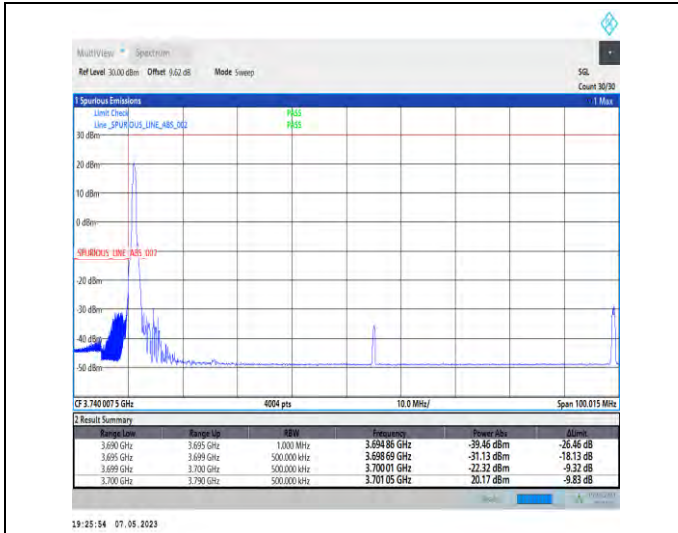 MultiView Spectrum
Ref Level 30.00 dBm Offset 9.62 dB Mode Sweep SGL
Count 30/30
1 Spurious Emissions 1 Max
Limit Check PASS
Line _SPURIOUS_LINE_ABS_002 PASS
30 dBm
20 dBm
10 dBm
0 dBm
_SPURIOUS_LINE_ABS_002
-20 dBm
-30 dBm
-40 dBm
-50 dBm
CF 3.740 007 5 GHz 4004 pts 10.0 MHz/ Span 100.015 MHz
2 Result Summary
Range Low Range Up RBW Frequency Power Abs ΔLimit
3.690 GHz 3.695 GHz 1.000 MHz 3.694 86 GHz -39.46 dBm -26.46 dB
3.695 GHz 3.699 GHz 500.000 kHz 3.698 69 GHz -31.13 dBm -18.13 dB
3.699 GHz 3.700 GHz 500.000 kHz 3.700 01 GHz -22.32 dBm -9.32 dB
3.700 GHz 3.790 GHz 500.000 kHz 3.701 05 GHz 20.17 dBm -9.83 dB
19:25:54 07.05.2023